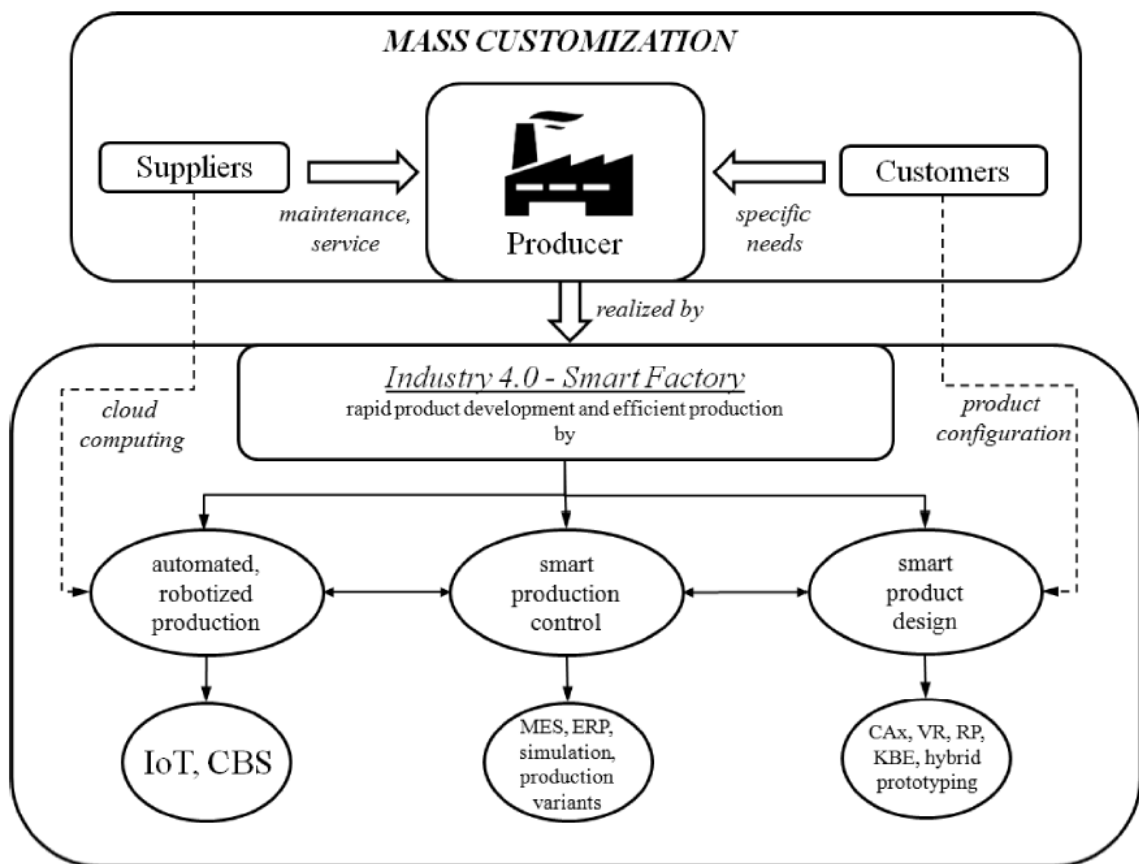 MASS CUSTOMIZATION
Suppliers
Customers
maintenance,
service
specific
needs
Producer
realized by
Industry 4.0 - Smart Factory
rapid product development and efficient production
by
cloud
computing
product
configuration
automated,
robotized
production
smart
production
control
smart
product
design
IoT, CBS
MES, ERP,
simulation,
production
variants
CAx, VR, RP,
KBE, hybrid
prototyping